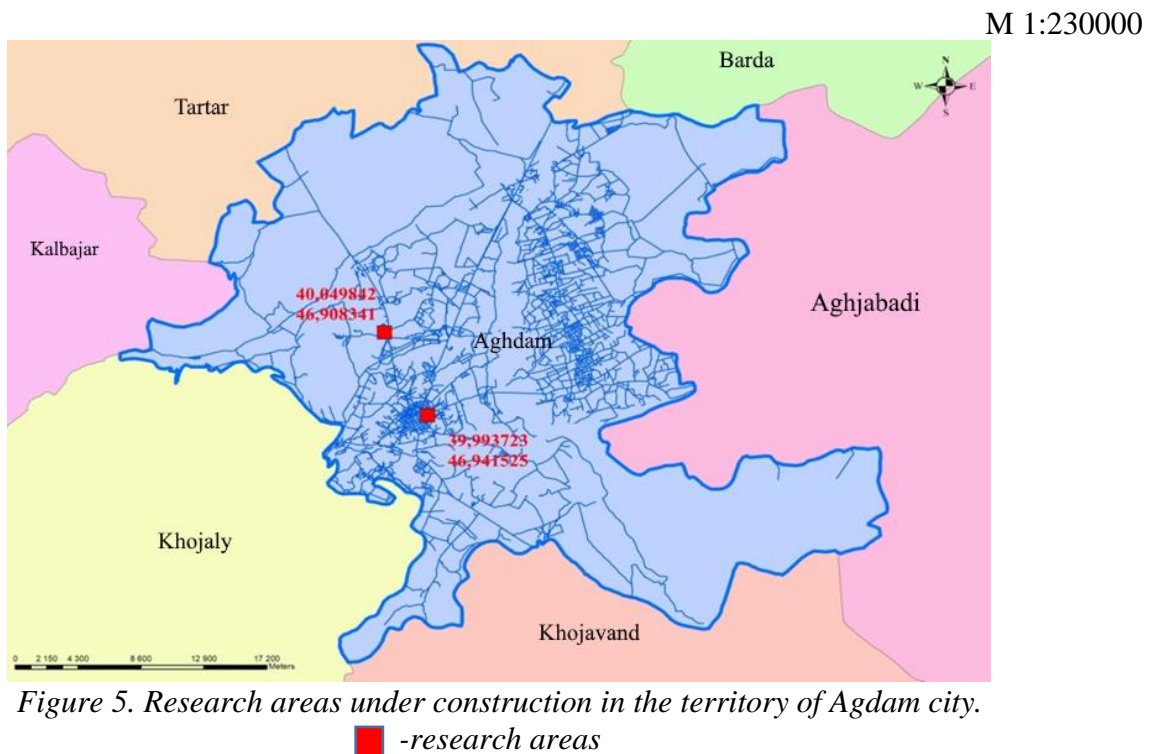 M 1:230000
Barda
N
W E
S
Tartar
Kalbajar
40,049842
46,908341
Aghjabadi
Aghdam
39,993723
46,941525
Khojaly
Khojavand
0 2 150 4 300 8 600 12 900 17 200
Meters
Figure 5. Research areas under construction in the territory of Agdam city.
-research areas